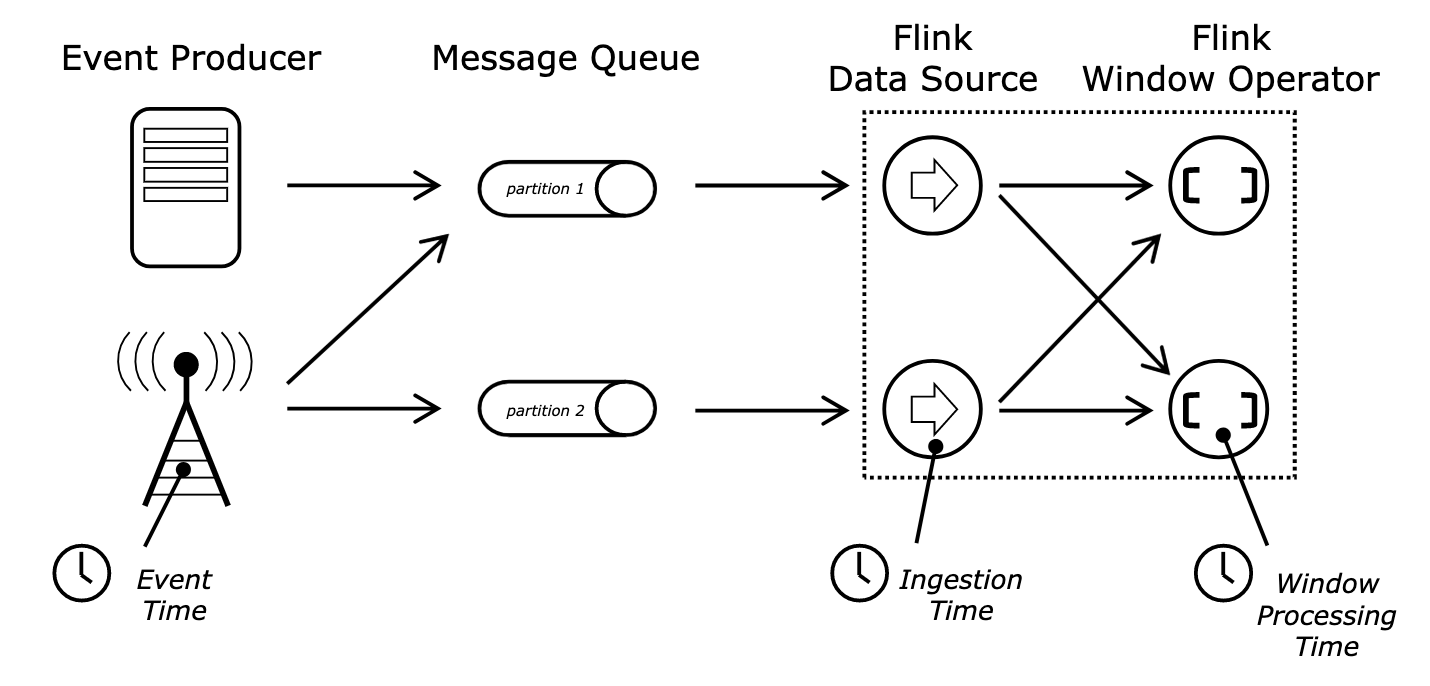 Event Producer
Message Queue
Flink
Data Source
Flink
Window Operator
partition 1
partition 2
Event
Time
Ingestion
Time
Window
Processing
Time